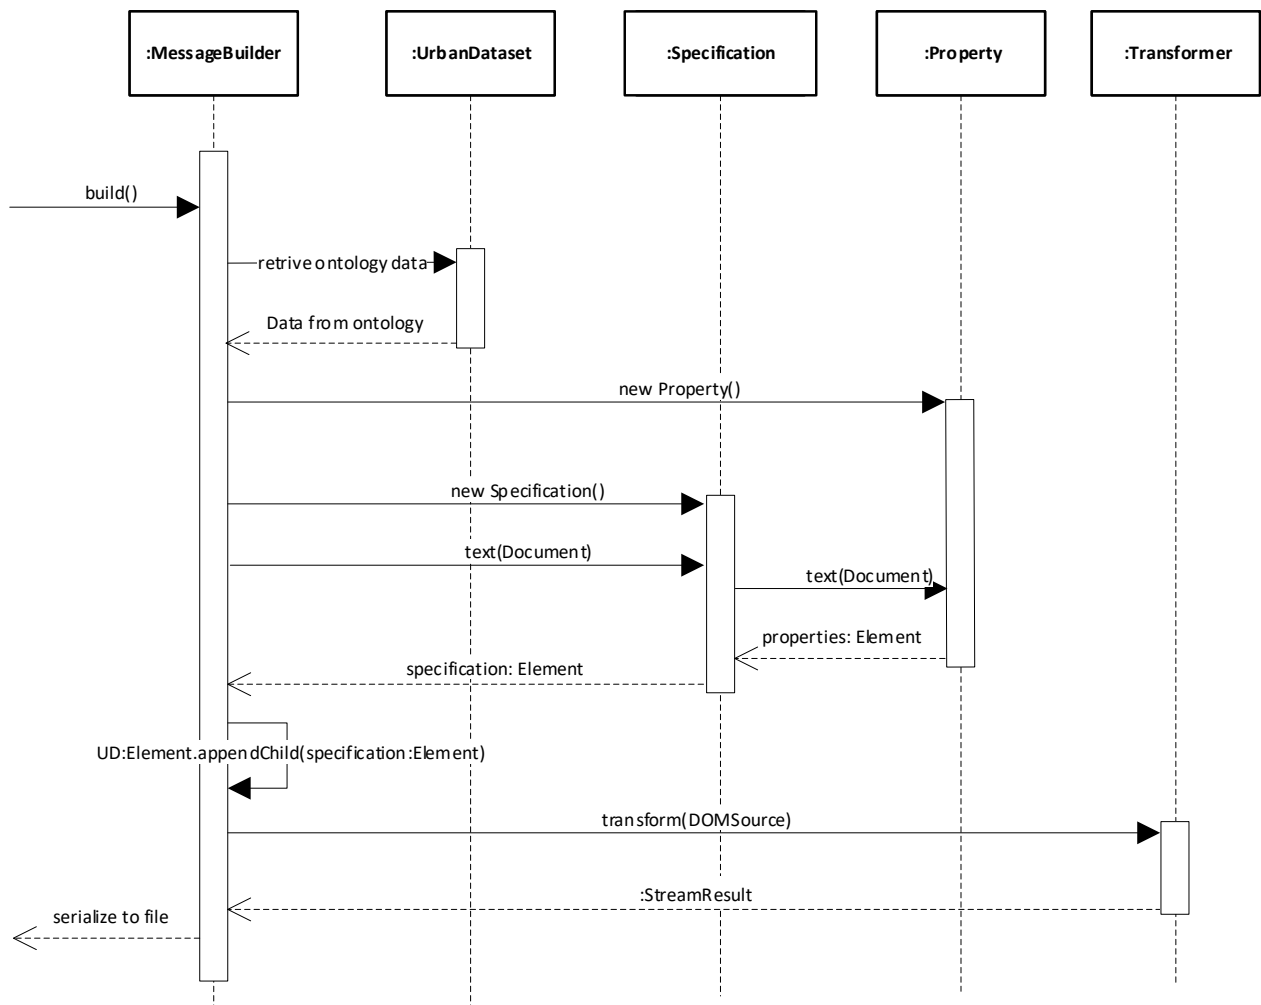 :MessageBuilder
:UrbanDataset
:Specification
:Property
:Transformer
build()
retrive ontology data
Data from ontology
new Property()
new Specification()
text(Document)
text(Document)
properties: Element
specification: Element
UD:Element.appendChild(specification:Element)
transform(DOMSource)
:StreamResult
serialize to file